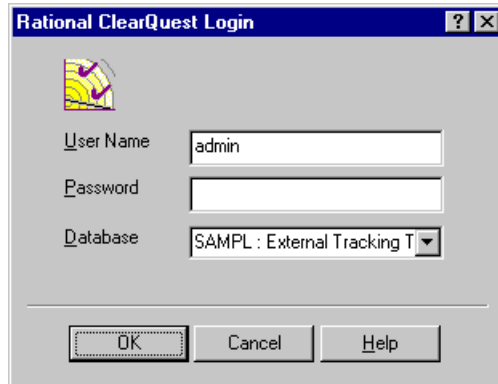 Rational ClearQuest Login
User Name
admin
Password
Database
SAMPL : External Tracking T
OK
Cancel
Help